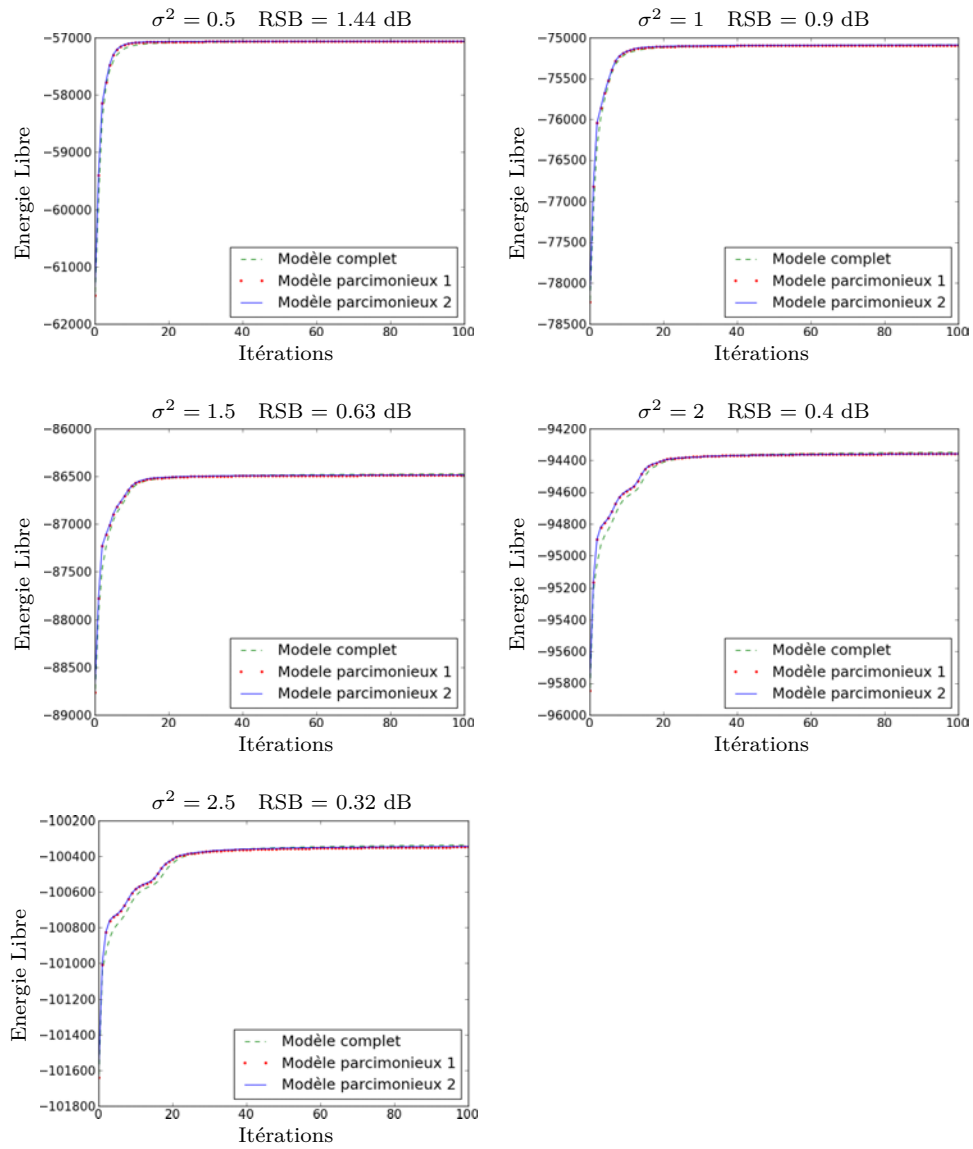 σ² = 0.5 RSB = 1.44 dB
−57000
−58000
−59000
−60000
−61000
−62000
Energie Libre
0 20 40 60 80 100
Itérations
Modèle complet
Modèle parcimonieux 1
Modèle parcimonieux 2
σ² = 1 RSB = 0.9 dB
−75000
−75500
−76000
−76500
−77000
−77500
−78000
−78500
Energie Libre
0 20 40 60 80 100
Itérations
Modele complet
Modele parcimonieux 1
Modele parcimonieux 2
σ² = 1.5 RSB = 0.63 dB
−86000
−86500
−87000
−87500
−88000
−88500
−89000
Energie Libre
0 20 40 60 80 100
Itérations
Modele complet
Modele parcimonieux 1
Modele parcimonieux 2
σ² = 2 RSB = 0.4 dB
−94200
−94400
−94600
−94800
−95000
−95200
−95400
−95600
−95800
−96000
Energie Libre
0 20 40 60 80 100
Itérations
Modèle complet
Modèle parcimonieux 1
Modèle parcimonieux 2
σ² = 2.5 RSB = 0.32 dB
−100200
−100400
−100600
−100800
−101000
−101200
−101400
−101600
−101800
Energie Libre
0 20 40 60 80 100
Itérations
Modèle complet
Modèle parcimonieux 1
Modèle parcimonieux 2